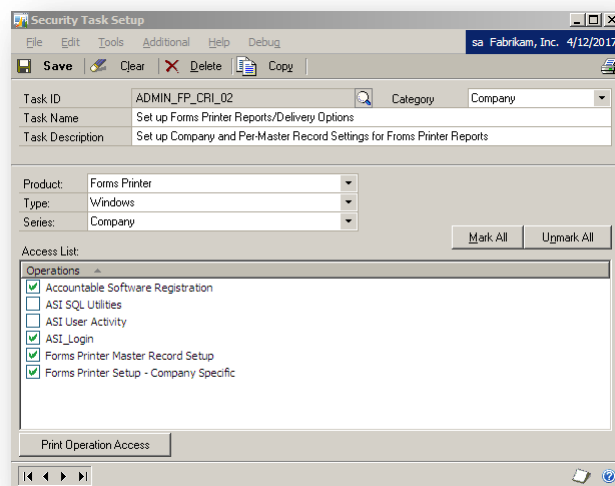 Security Task Setup
File Edit Tools Additional Help Debug sa Fabrikam, Inc. 4/12/2017
Save Clear Delete Copy
Task ID ADMIN_FP_CRI_02 Category Company
Task Name Set up Forms Printer Reports/Delivery Options
Task Description Set up Company and Per-Master Record Settings for Froms Printer Reports
Product: Forms Printer
Type: Windows
Series: Company
Mark All Unmark All
Access List:
Operations
Accountable Software Registration
ASI SQL Utilities
ASI User Activity
ASI_Login
Forms Printer Master Record Setup
Forms Printer Setup - Company Specific
Print Operation Access